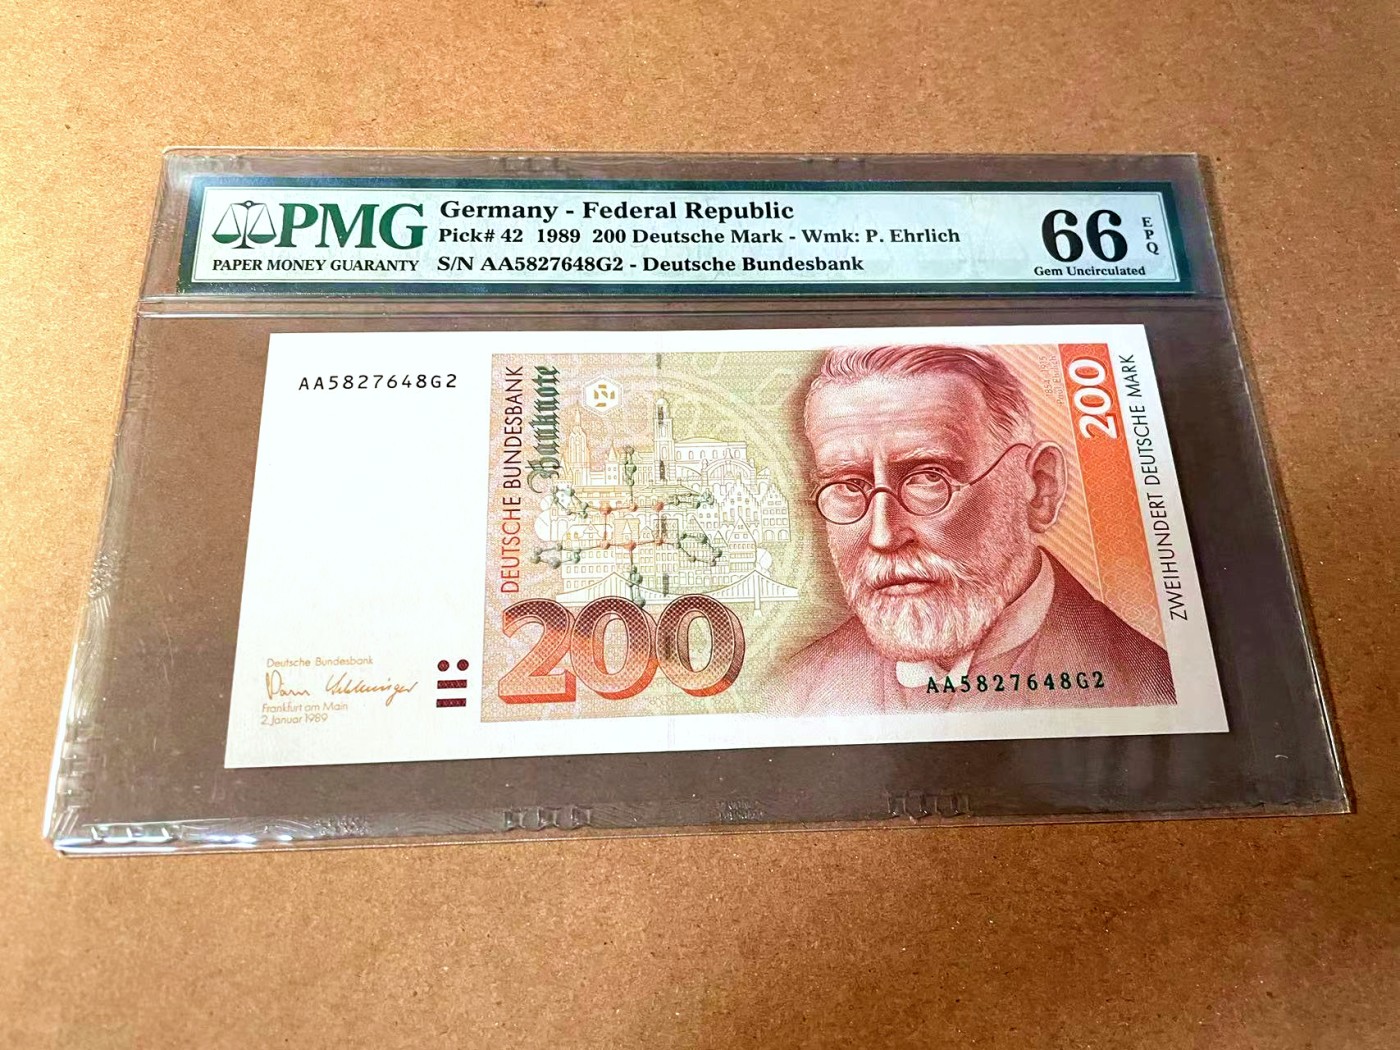 PMG
PAPER MONEY GUARANTY
Germany - Federal Republic
Pick# 42 1989 200 Deutsche Mark - Wmk: P. Ehrlich
S/N AA5827648G2 - Deutsche Bundesbank
66
EPQ
Gem Uncirculated
AA5827648G2
DEUTSCHE BUNDESBANK
Banknote
200
200
ZWEIHUNDERT DEUTSCHE MARK
AA5827648G2
Deutsche Bundesbank
Frankfurt am Main
2. Januar 1989